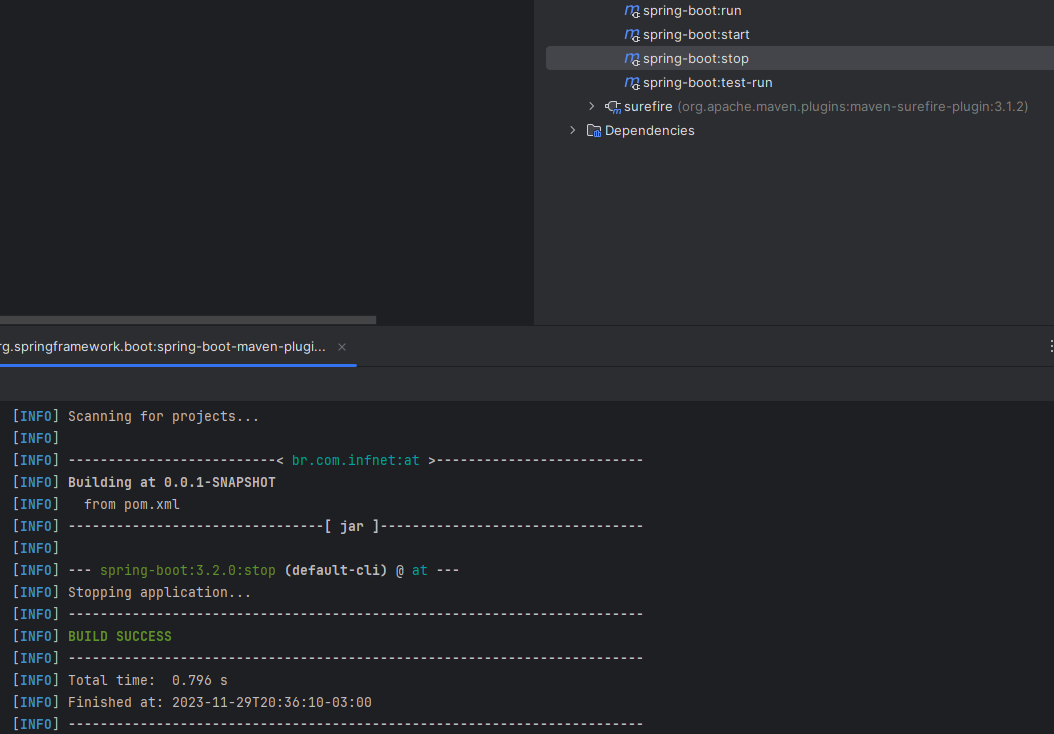 spring-boot:run
spring-boot:start
spring-boot:stop
spring-boot:test-run
surefire (org.apache.maven.plugins:maven-surefire-plugin:3.1.2)
Dependencies
rg.springframework.boot:spring-boot-maven-plugi...
[INFO] Scanning for projects...
[INFO]
[INFO] --------------------------< br.com.infnet:at >--------------------------
[INFO] Building at 0.0.1-SNAPSHOT
[INFO]   from pom.xml
[INFO] --------------------------------[ jar ]---------------------------------
[INFO]
[INFO] --- spring-boot:3.2.0:stop (default-cli) @ at ---
[INFO] Stopping application...
[INFO] ------------------------------------------------------------------------
[INFO] BUILD SUCCESS
[INFO] ------------------------------------------------------------------------
[INFO] Total time:  0.796 s
[INFO] Finished at: 2023-11-29T20:36:10-03:00
[INFO] ------------------------------------------------------------------------